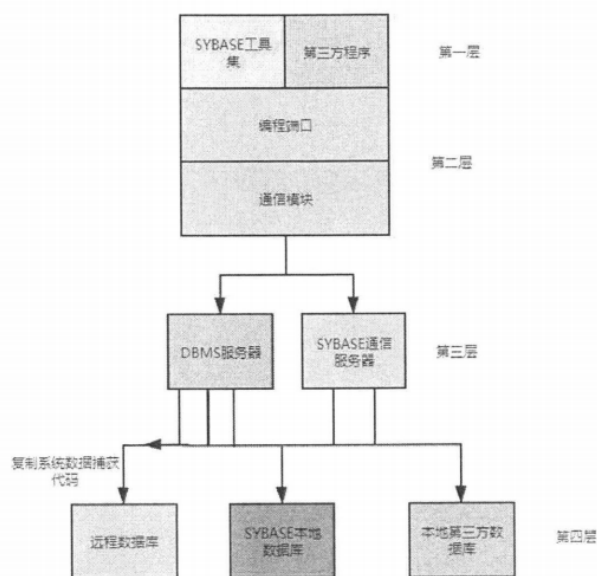 SYBASE工具
集
第三方程序
第一层
编程端口
第二层
通信模块
DBMS服务器
SYBASE通信
服务器
第三层
复制系统数据捕获
代码
远程数据库
SYBASE本地
数据库
本地第三方数
据库
第四层